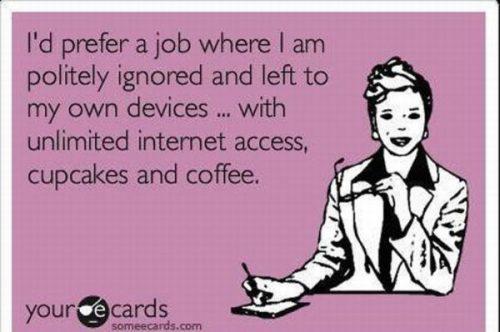 I'd prefer a job where I am
politely ignored and left to
my own devices ... with
unlimited internet access,
cupcakes and coffee.
your e cards
someecards.com